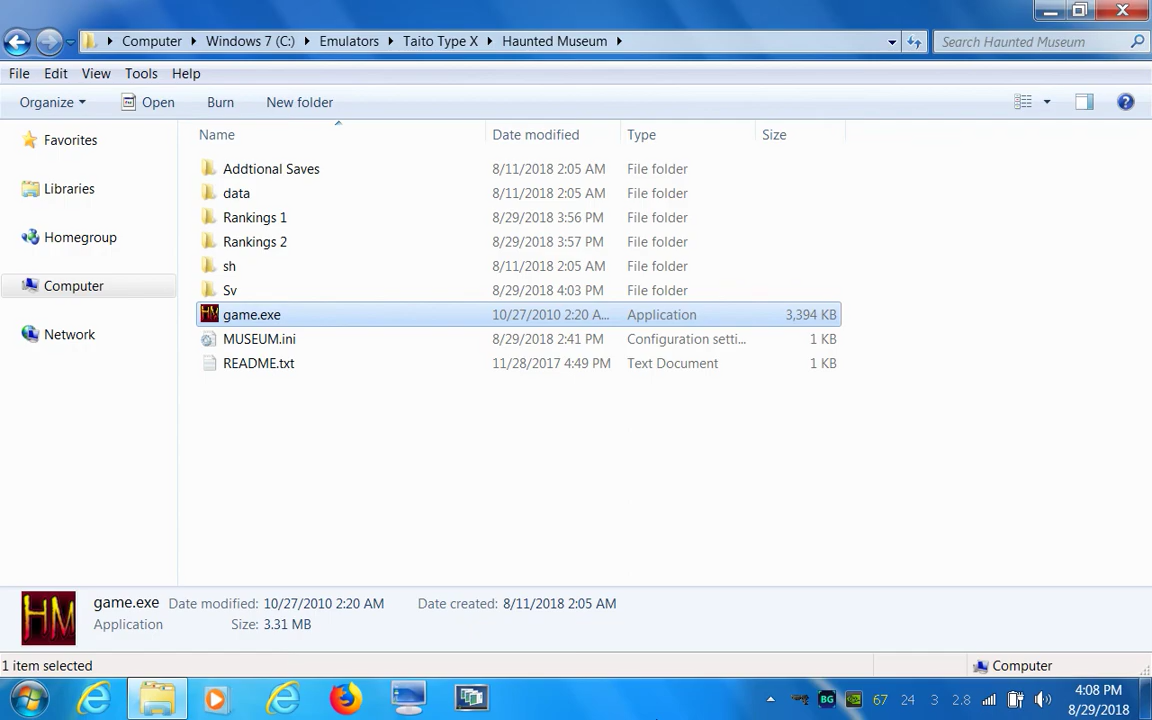 Computer Windows 7 (C:) Emulators Taito Type X Haunted Museum Search Haunted Museum
File Edit View Tools Help
Organize Open Burn New folder
Name Date modified Type Size
Favorites
Libraries
Homegroup
Computer
Network
Addtional Saves 8/11/2018 2:05 AM File folder
data 8/11/2018 2:05 AM File folder
Rankings 1 8/29/2018 3:56 PM File folder
Rankings 2 8/29/2018 3:57 PM File folder
sh 8/11/2018 2:05 AM File folder
Sv 8/29/2018 4:03 PM File folder
game.exe 10/27/2010 2:20 A... Application 3,394 KB
MUSEUM.ini 8/29/2018 2:41 PM Configuration setti... 1 KB
README.txt 11/28/2017 4:49 PM Text Document 1 KB
HM
game.exe Date modified: 10/27/2010 2:20 AM Date created: 8/11/2018 2:05 AM
Application Size: 3.31 MB
1 item selected Computer
BG 67 24 3 2.8 4:08 PM
8/29/2018